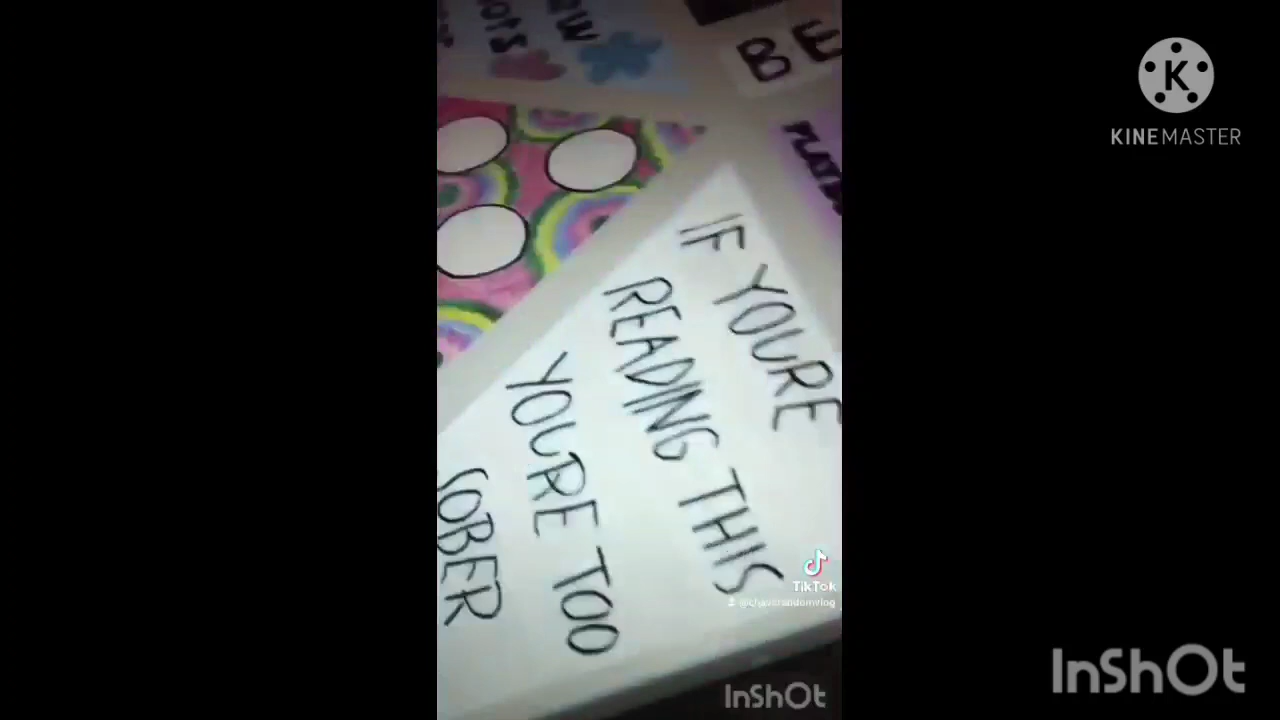 BE
IF YOURE
READING THIS
YOURE TOO
SOBER
K
KINEMASTER
TikTok
InShOt
InShOt